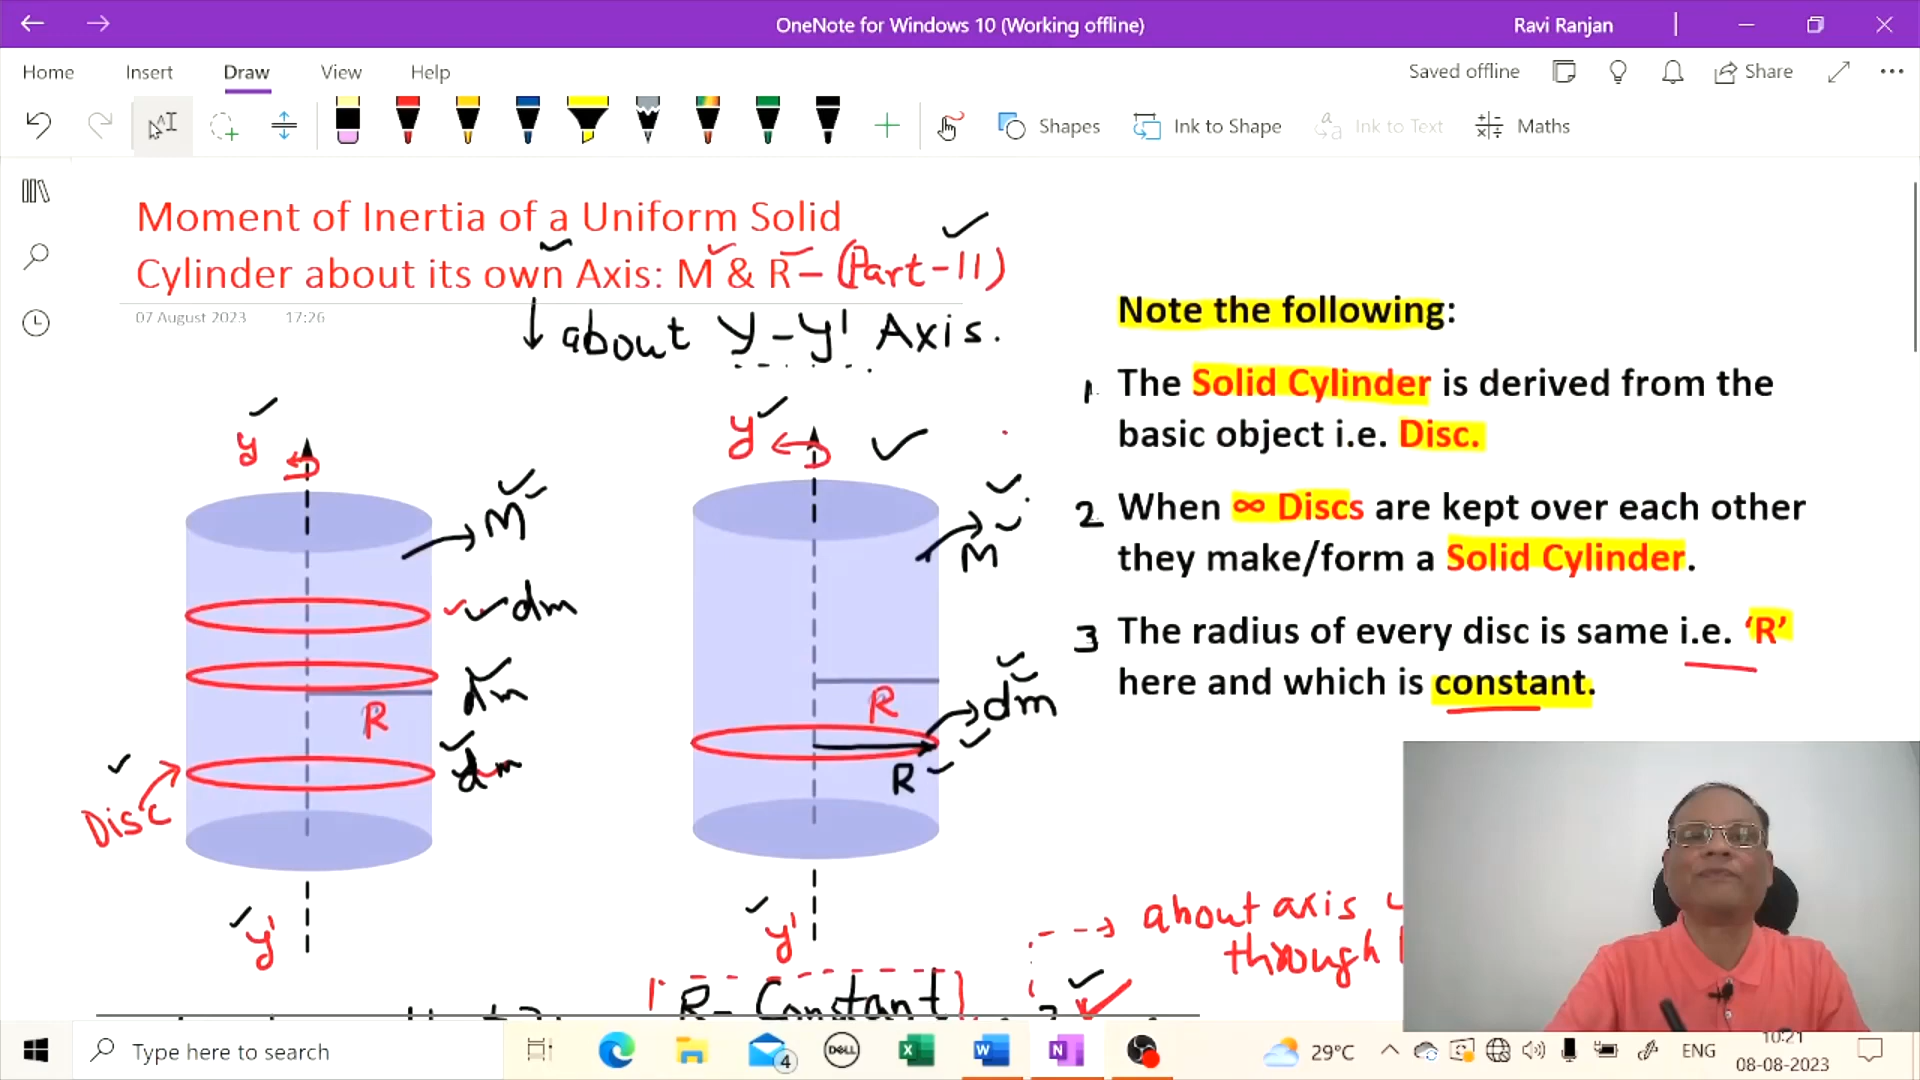 OneNote for Windows 10 (Working offline)
Ravi Ranjan
Home Insert Draw View Help
Saved offline
Share
Shapes
Ink to Shape
Ink to Text
Maths
Moment of Inertia of a Uniform Solid
Cylinder about its own Axis: M & R – (Part-11)
07 August 2023 17:26
about y-y' Axis.
y
M
dm
dm
R
dm
Disc
y'
y
M
R
dm
R
y'
Note the following:
1. The Solid Cylinder is derived from the
basic object i.e. Disc.
2 When ∞ Discs are kept over each other
they make/form a Solid Cylinder.
3 The radius of every disc is same i.e. ‘R’
here and which is constant.
about axis
through
R- Constant
Type here to search
4
DELL
29°C
ENG
10:21
08-08-2023